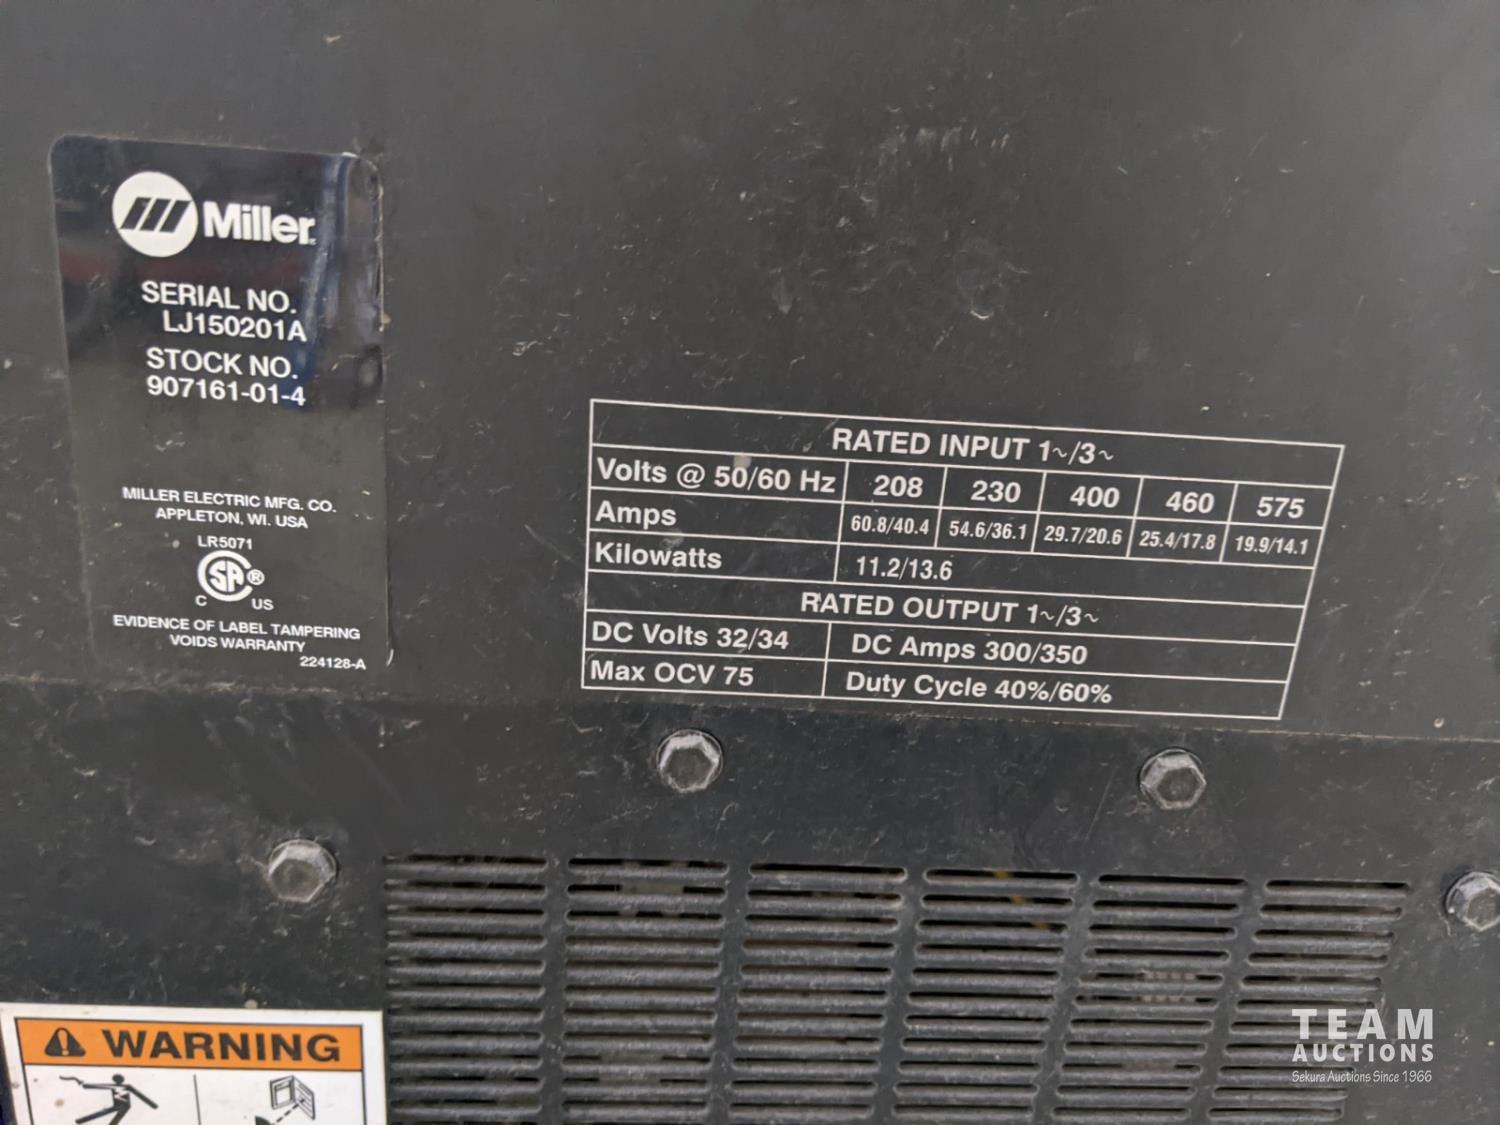 Miller
SERIAL NO.
LJ150201A
STOCK NO.
907161-01-4
MILLER ELECTRIC MFG. CO.
APPLETON, WI. USA
LR5071
SA ®
C US
EVIDENCE OF LABEL TAMPERING
VOIDS WARRANTY
224128-A
RATED INPUT 1~/3~
Volts @ 50/60 Hz 208 230 400 460 575
Amps 60.8/40.4 54.6/36.1 29.7/20.6 25.4/17.8 19.9/14.1
Kilowatts 11.2/13.6
RATED OUTPUT 1~/3~
DC Volts 32/34 DC Amps 300/350
Max OCV 75 Duty Cycle 40%/60%
WARNING
TEAM
AUCTIONS
Sekura Auctions Since 1966